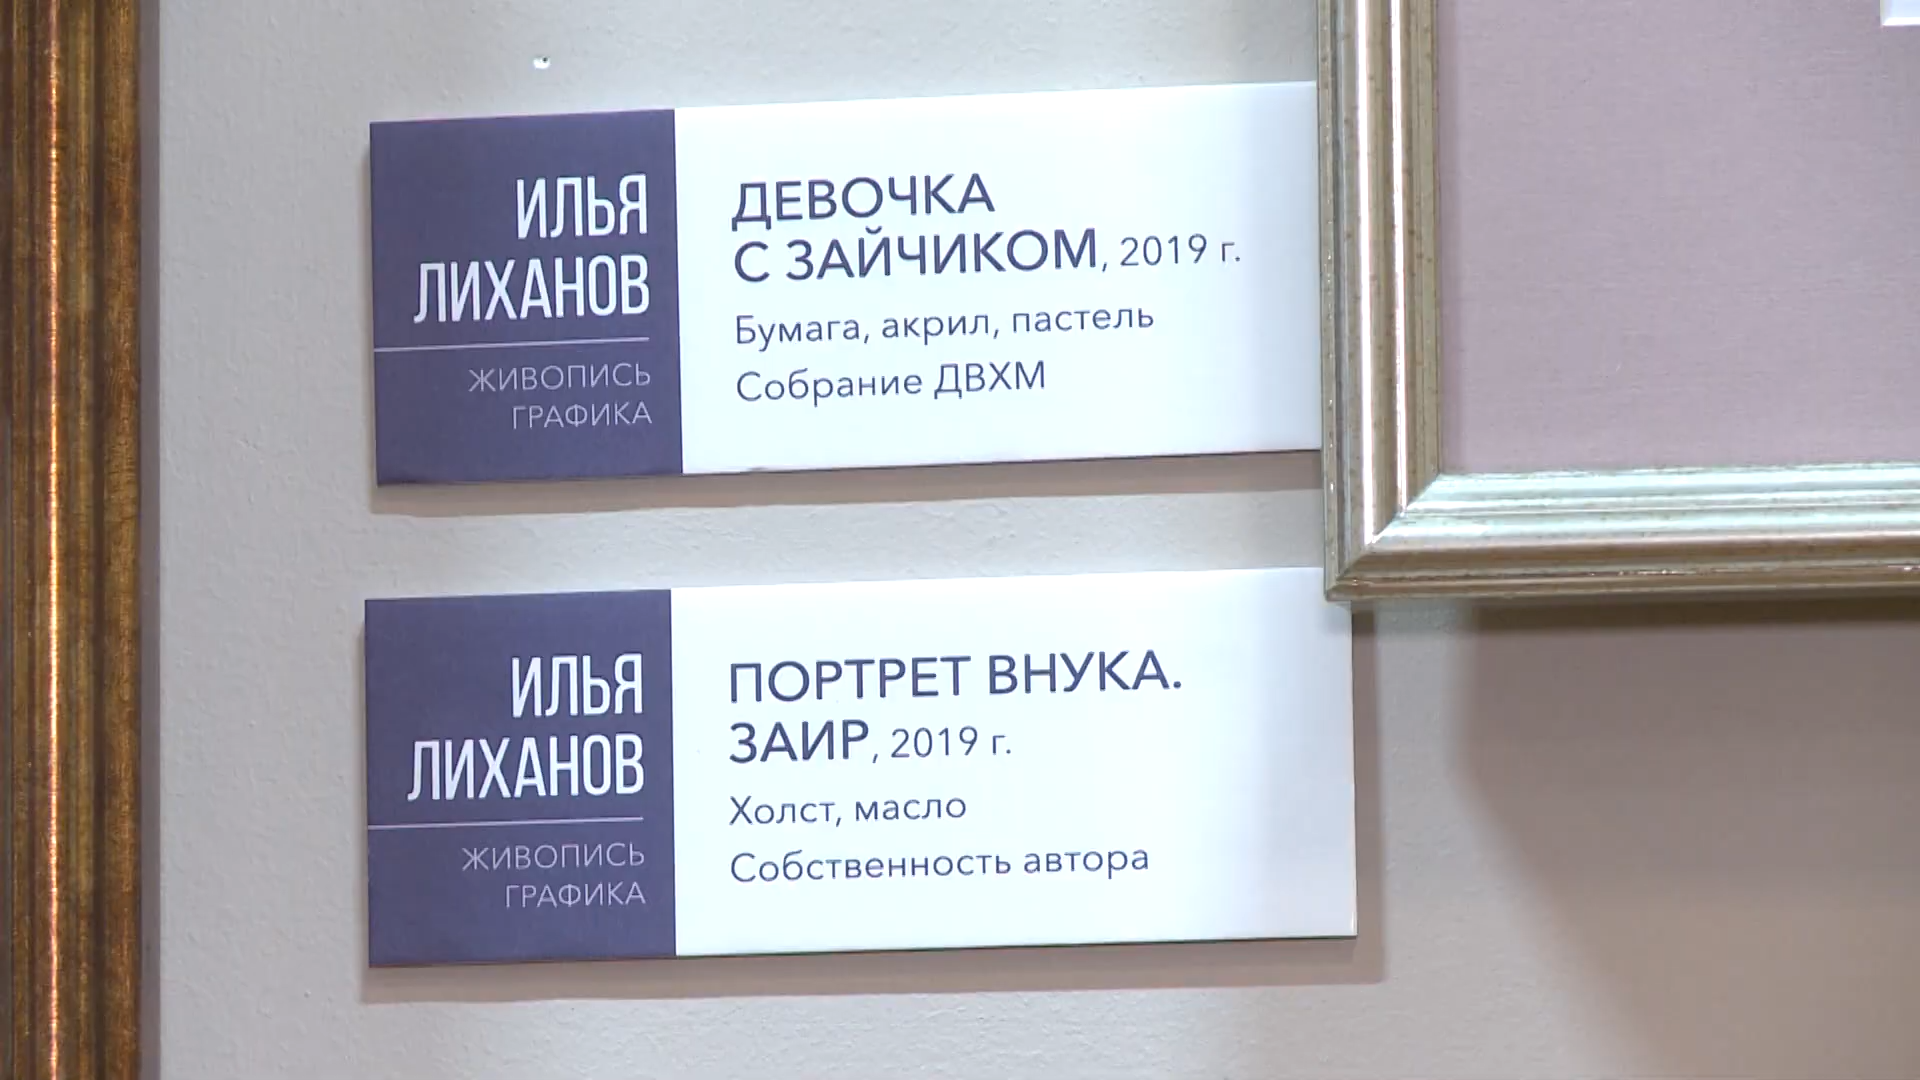 ИЛЬЯ
ЛИХАНОВ
ЖИВОПИСЬ
ГРАФИКА
ДЕВОЧКА
С ЗАЙЧИКОМ, 2019 г.
Бумага, акрил, пастель
Собрание ДВХМ
ИЛЬЯ
ЛИХАНОВ
ЖИВОПИСЬ
ГРАФИКА
ПОРТРЕТ ВНУКА.
ЗАИР, 2019 г.
Холст, масло
Собственность автора